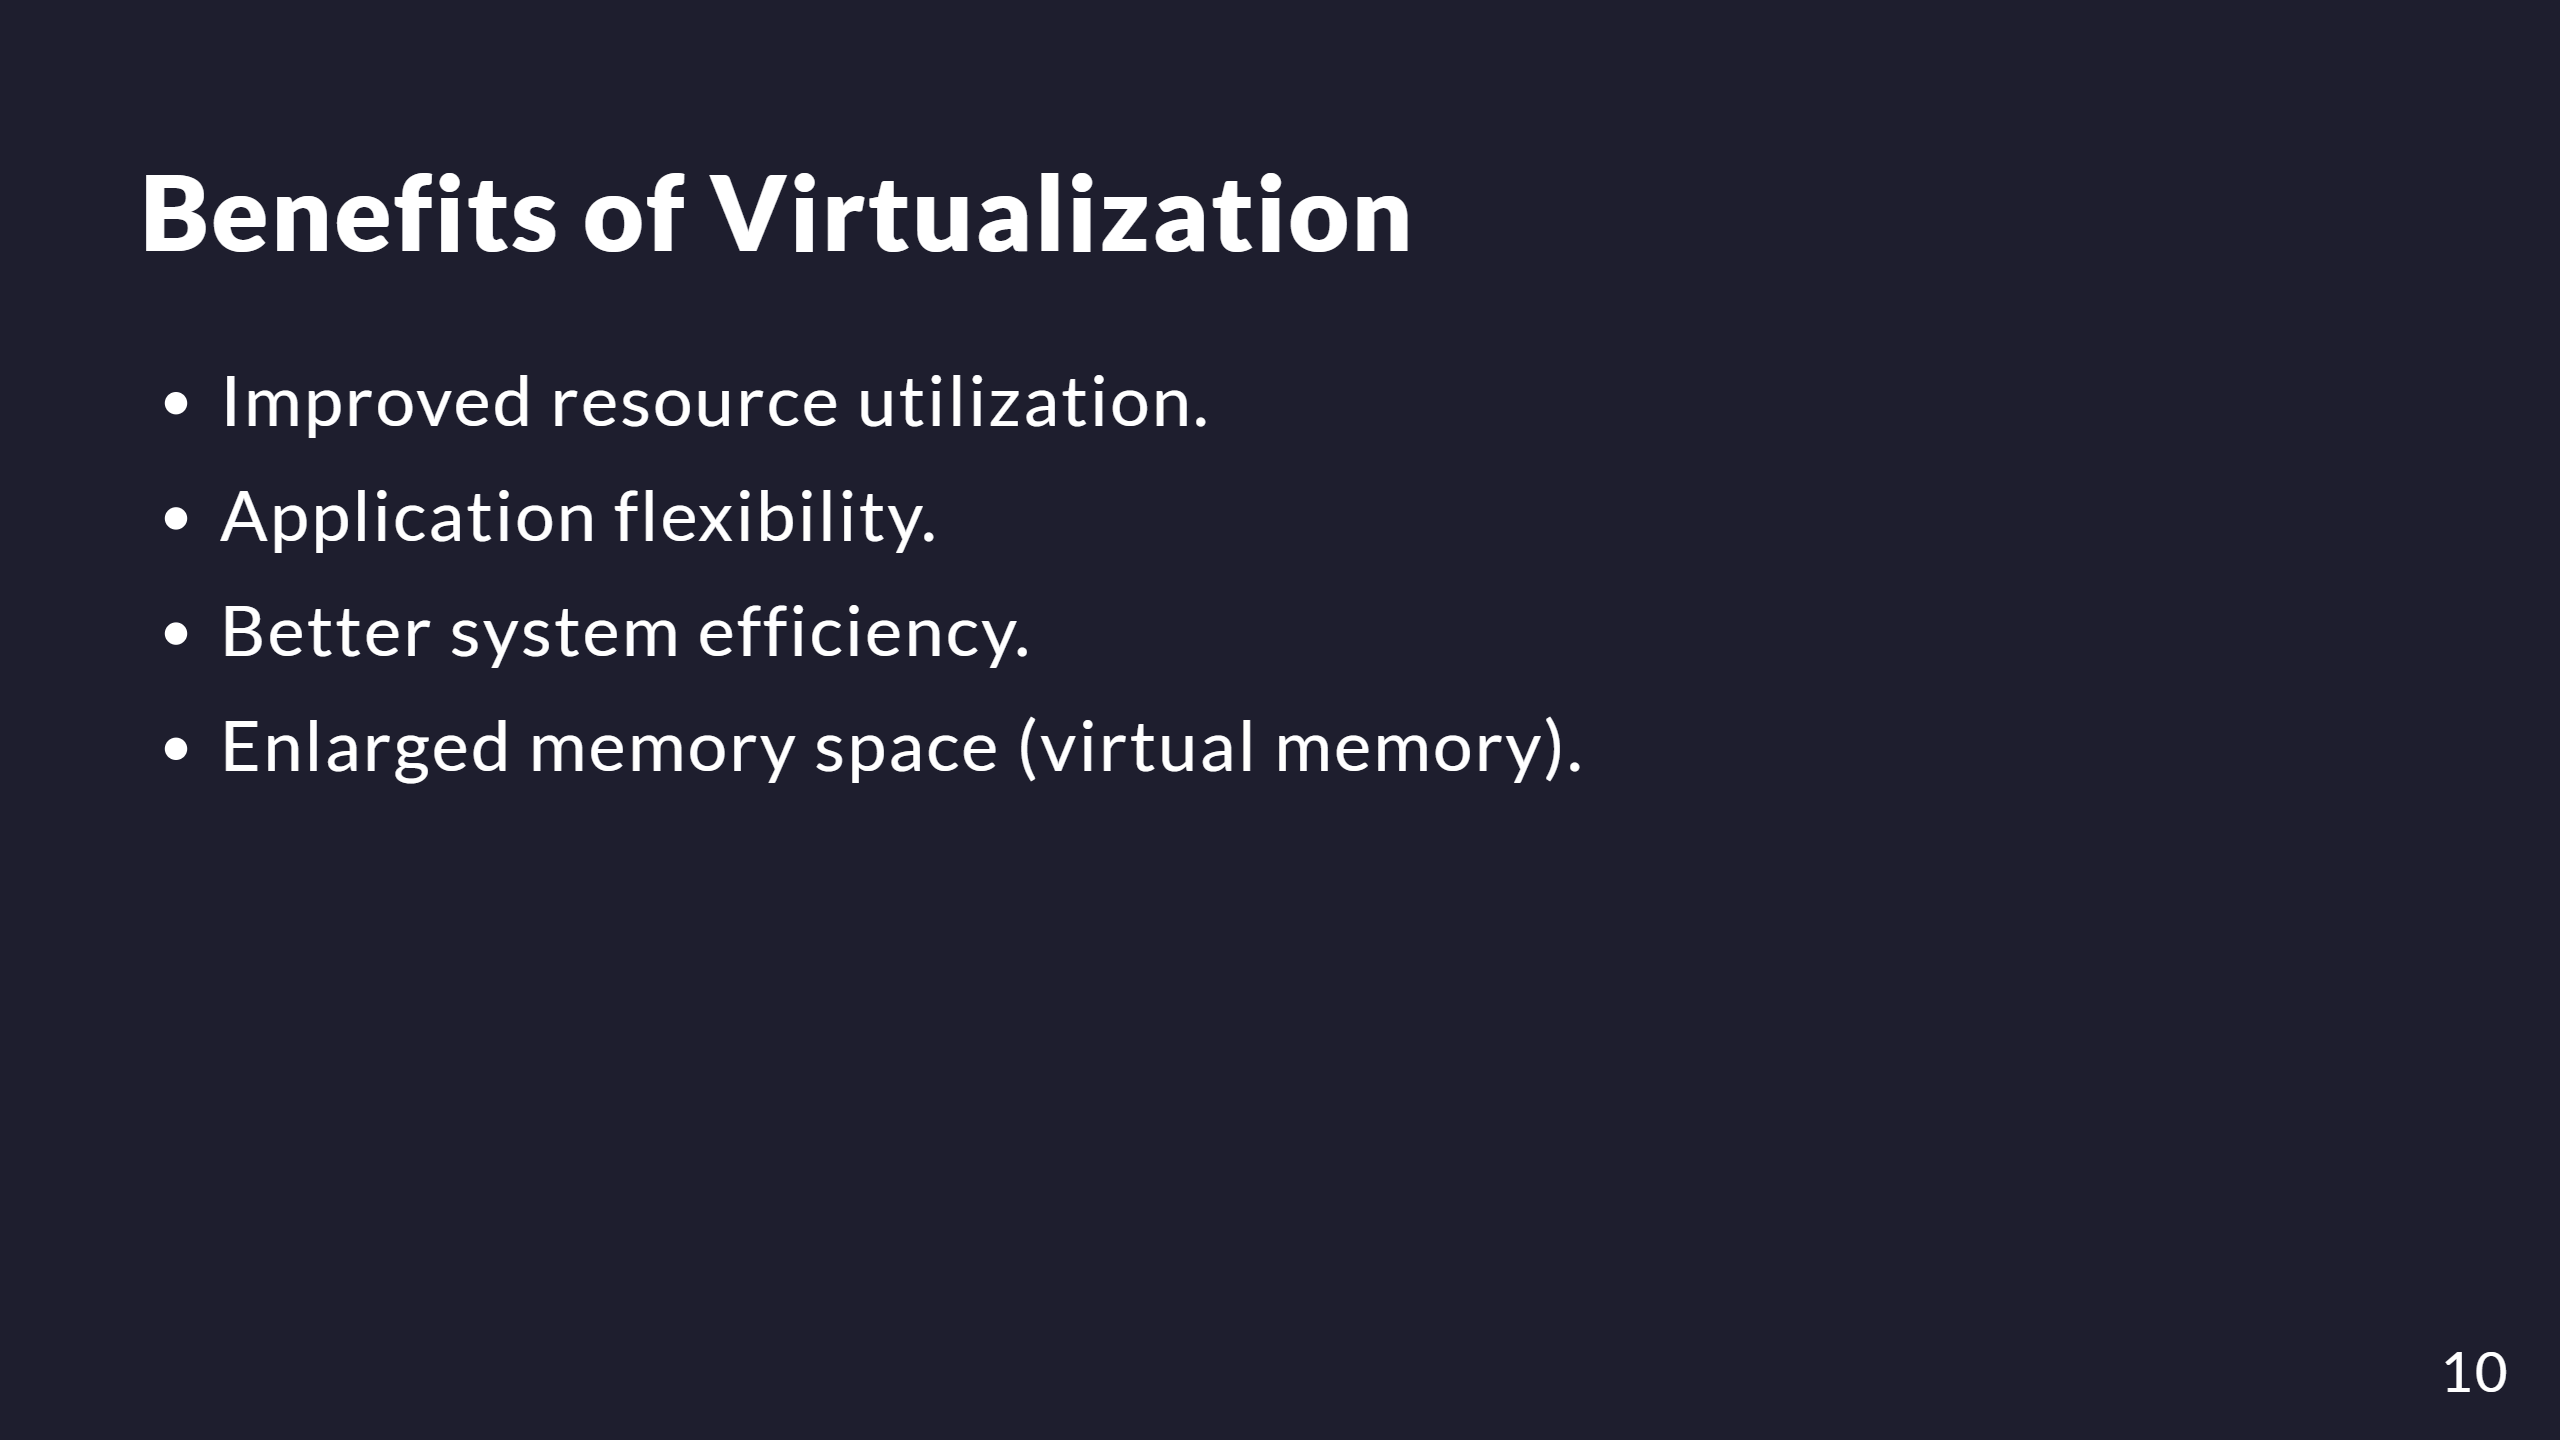 Benefits of Virtualization
• Improved resource utilization.
• Application flexibility.
• Better system efficiency.
• Enlarged memory space (virtual memory).
10